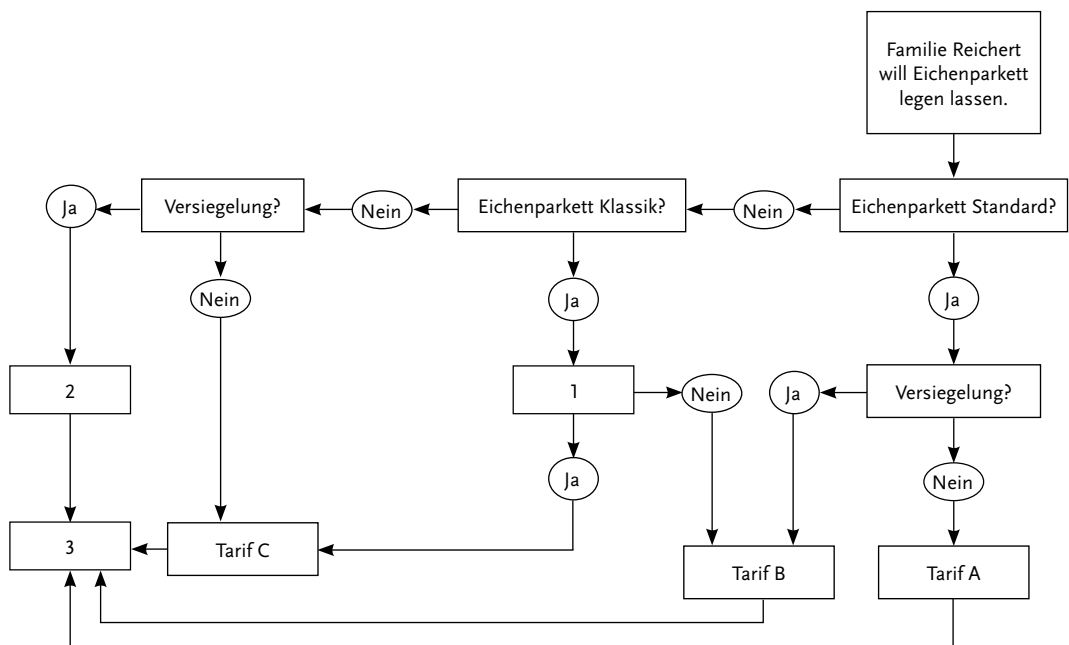 Familie Reichert
will Eichenparkett
legen lassen.
Ja
Versiegelung?
Nein
Eichenparkett Klassik?
Nein
Eichenparkett Standard?
Nein
Ja
Ja
2
1
Nein
Ja
Versiegelung?
Ja
Nein
3
Tarif C
Tarif B
Tarif A